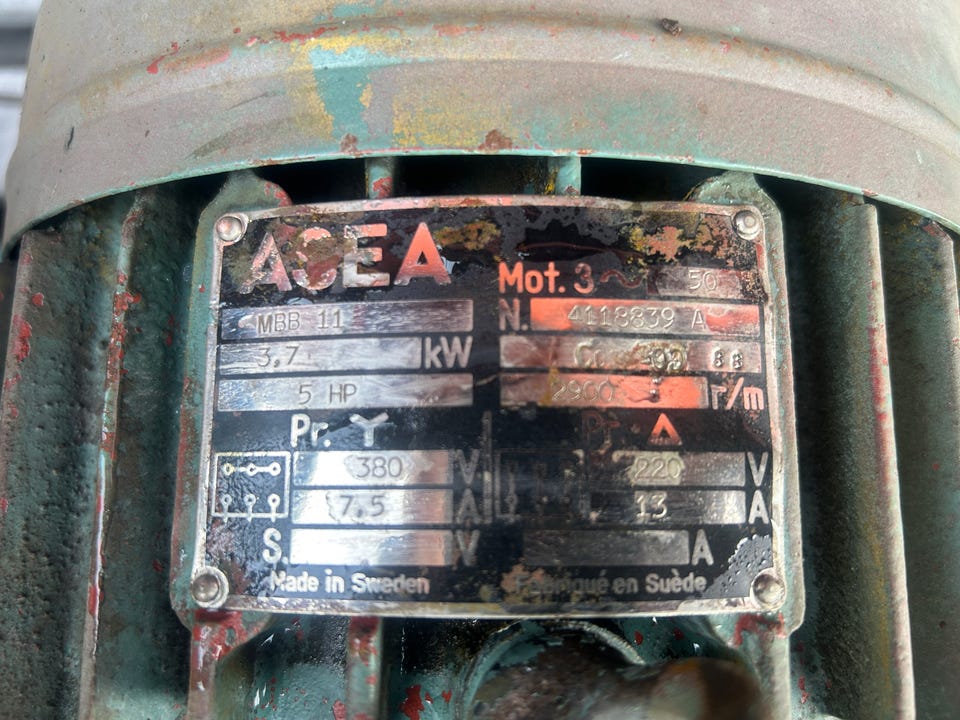 ASEA
Mot. 3~ 50
MBB 11 N. 4118839 A
3,7 kW
5 HP 2900 r/m
Pr. Y Pr. Δ
380 V 220 V
7.5 A 13 A
S. V A
Made in Sweden Fabriqué en Suède